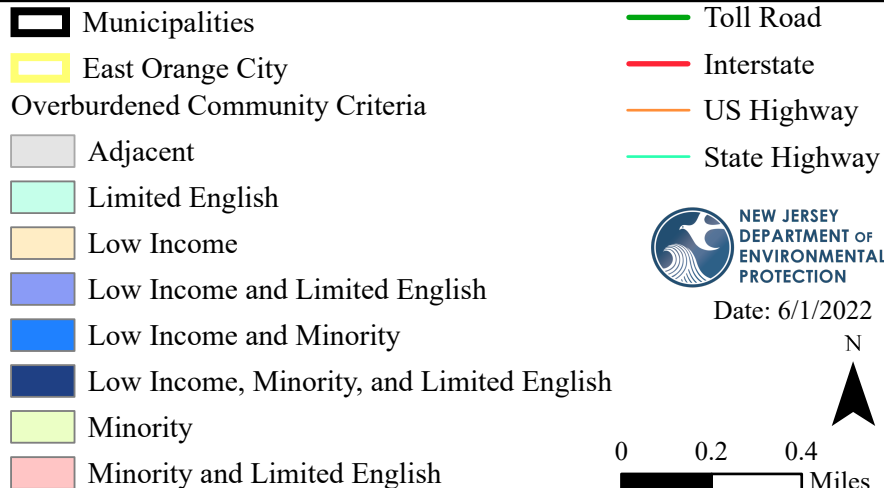 Municipalities
East Orange City
Overburdened Community Criteria
Adjacent
Limited English
Low Income
Low Income and Limited English
Low Income and Minority
Low Income, Minority, and Limited English
Minority
Minority and Limited English
Toll Road
Interstate
US Highway
State Highway
NEW JERSEY
DEPARTMENT OF
ENVIRONMENTAL
PROTECTION
Date: 6/1/2022
N
0 0.2 0.4
Miles